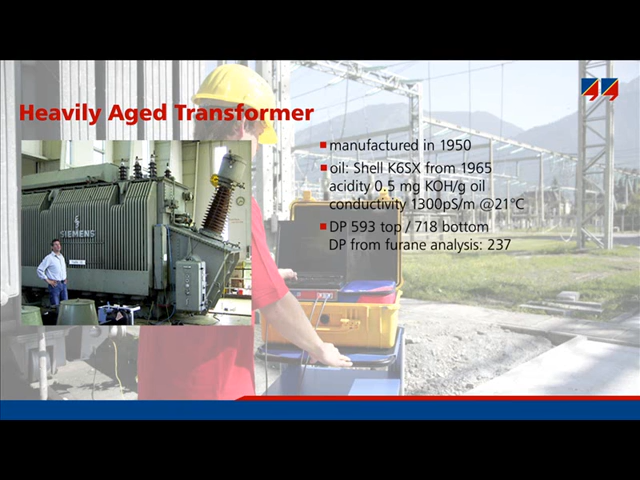 Heavily Aged Transformer
manufactured in 1950
oil: Shell K6SX from 1965
acidity 0.5 mg KOH/g oil
conductivity 1300pS/m @21°C
DP 593 top / 718 bottom
DP from furane analysis: 237
SIEMENS